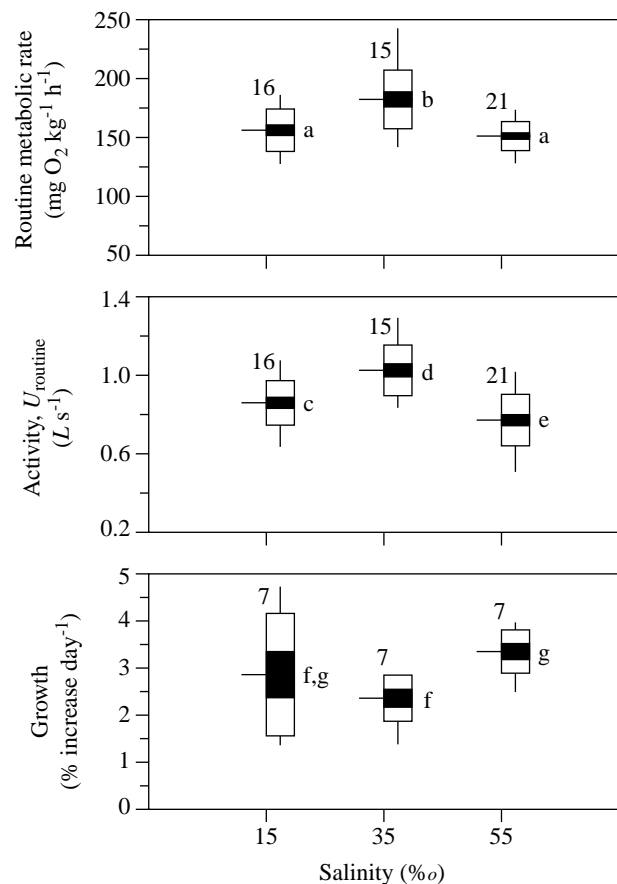 Routine metabolic rate
(mg O₂ kg⁻¹ h⁻¹)
250
200
150
100
50
16
a
15
b
21
a
Activity, U_routine
(L s⁻¹)
1.4
1.0
0.6
0.2
16
c
15
d
21
e
Growth
(% increase day⁻¹)
5
4
3
2
1
0
7
f,g
7
f
7
g
15
35
55
Salinity (%o)